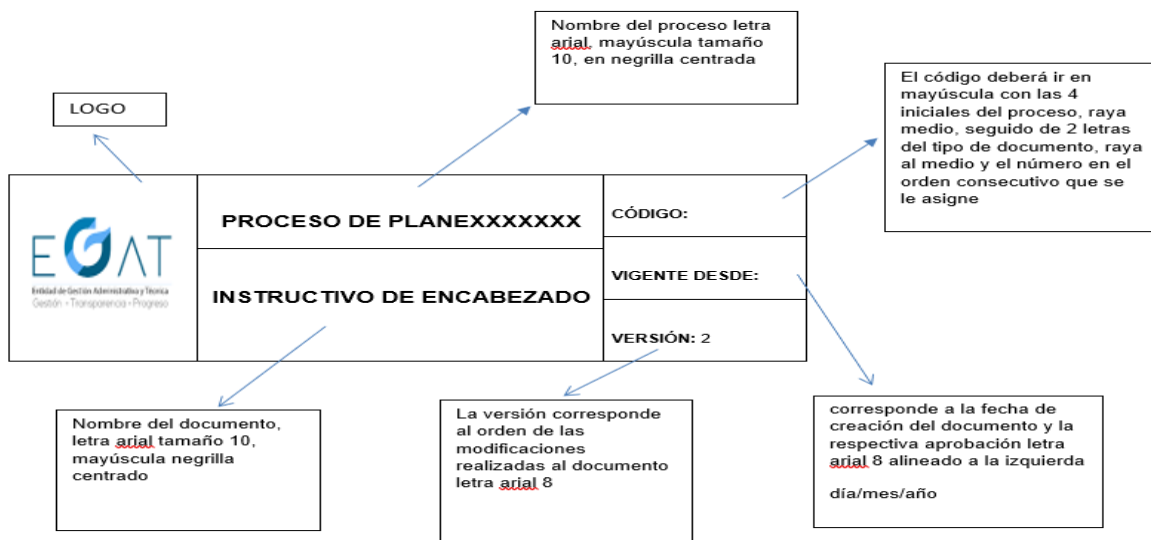 Nombre del proceso letra
arial, mayúscula tamaño
10, en negrilla centrada
El código deberá ir en
mayúscula con las 4
iniciales del proceso, raya
medio, seguido de 2 letras
del tipo de documento, raya
al medio y el número en el
orden consecutivo que se
le asigne
LOGO
EGAT
Entidad de Gestión Administrativa y Técnica
Gestión • Transparencia • Progreso
PROCESO DE PLANEXXXXXXX
INSTRUCTIVO DE ENCABEZADO
CÓDIGO:
VIGENTE DESDE:
VERSIÓN: 2
Nombre del documento,
letra arial tamaño 10,
mayúscula negrilla
centrado
La versión corresponde
al orden de las
modificaciones
realizadas al documento
letra arial 8
corresponde a la fecha de
creación del documento y la
respectiva aprobación letra
arial 8 alineado a la izquierda
día/mes/año